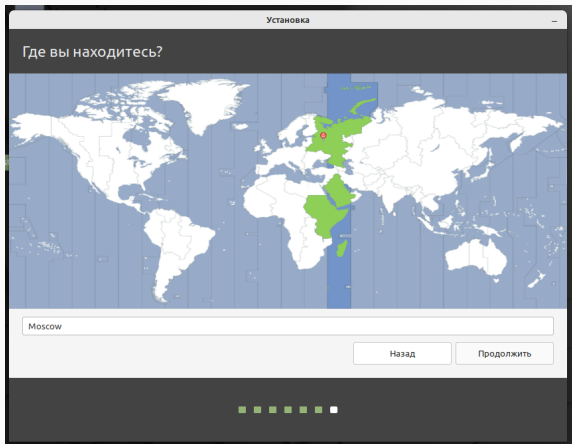 Установка
Где вы находитесь?
Moscow
Назад
Продолжить